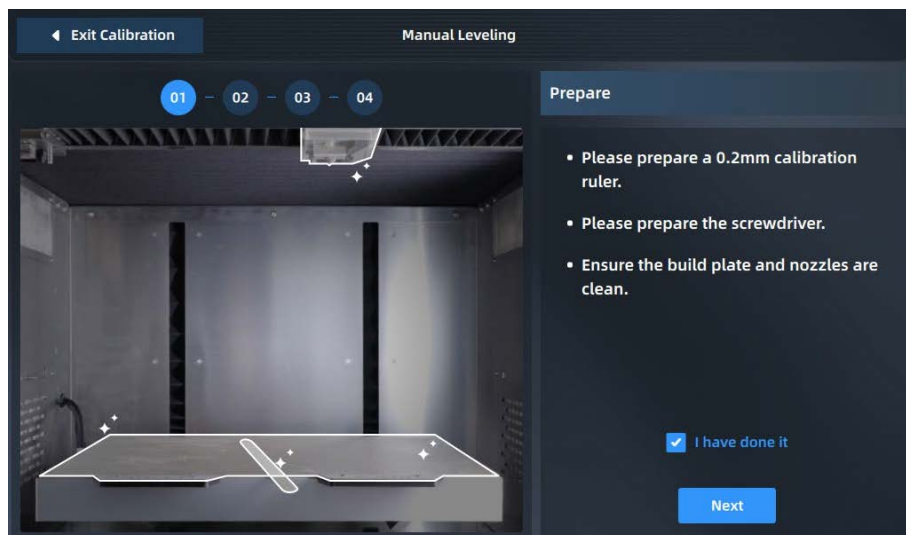 Exit Calibration
Manual Leveling
01 - 02 - 03 - 04
Prepare
• Please prepare a 0.2mm calibration
ruler.
• Please prepare the screwdriver.
• Ensure the build plate and nozzles are
clean.
I have done it
Next